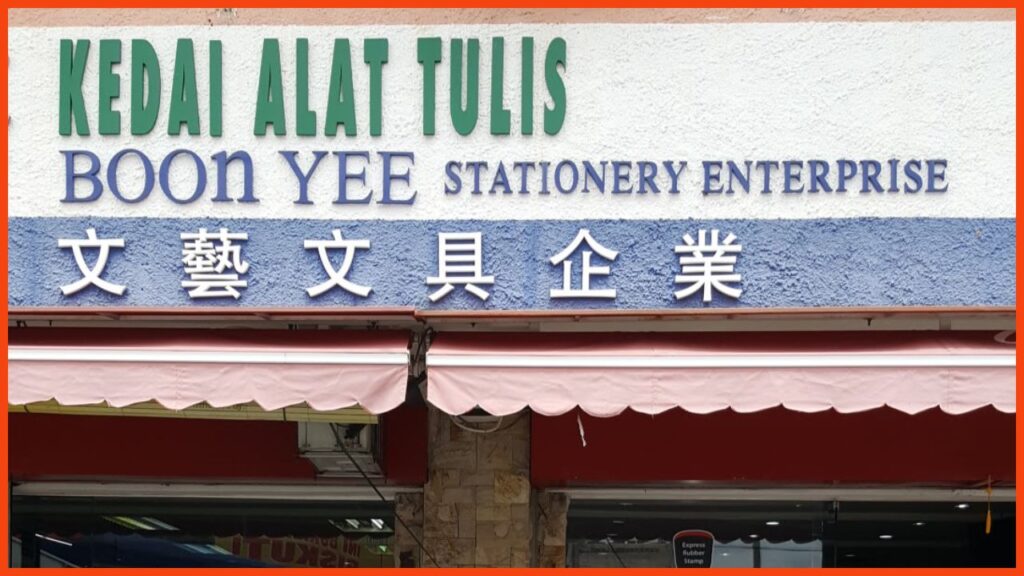 KEDAI ALAT TULIS
BOOn YEE STATIONERY ENTERPRISE
文藝文具企業
Express
Rubber
Stamp